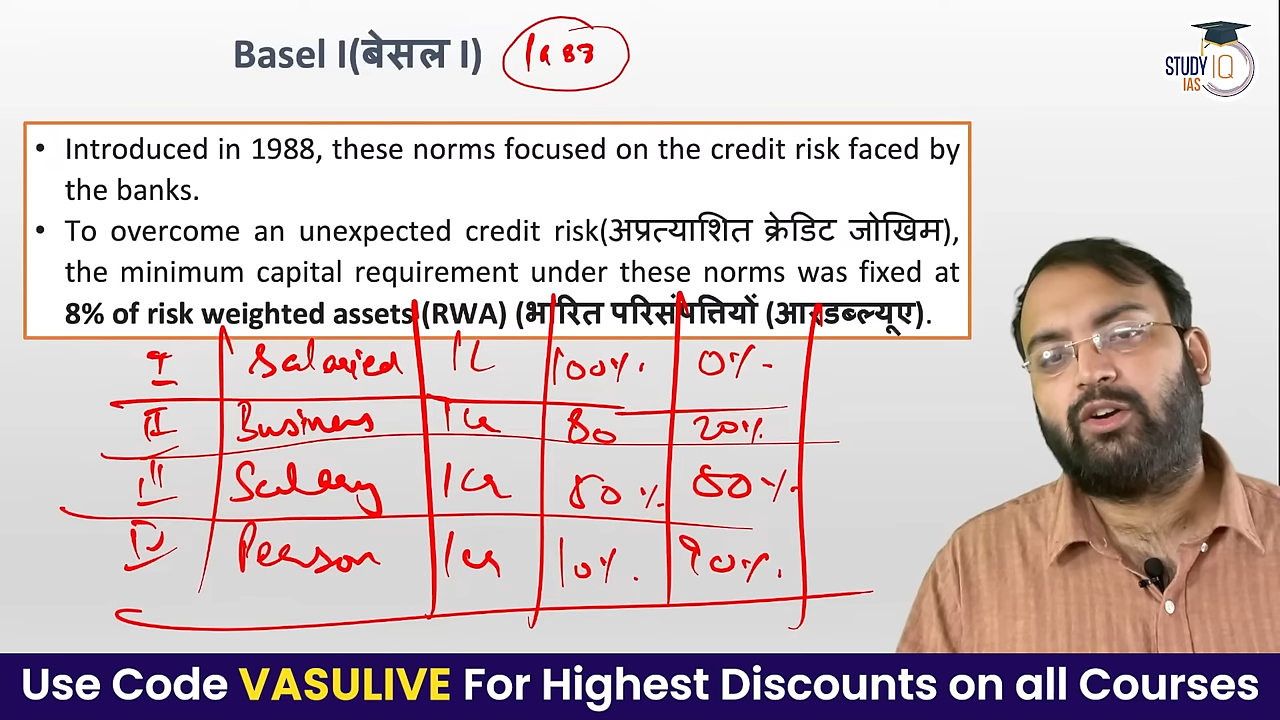 Basel I(बेसल I) 1988
STUDY IQ
IAS
• Introduced in 1988, these norms focused on the credit risk faced by
the banks.
• To overcome an unexpected credit risk(अप्रत्याशित क्रेडिट जोखिम),
the minimum capital requirement under these norms was fixed at
8% of risk weighted assets (RWA) (भारित परिसंपत्तियों (आरडब्ल्यूए).
I Salaried 100% 0%
II Business 1Cr 80 20%
III Salary 1Cr 50% 50%
IV Person 1Cr 10% 90%
Use Code VASULIVE For Highest Discounts on all Courses